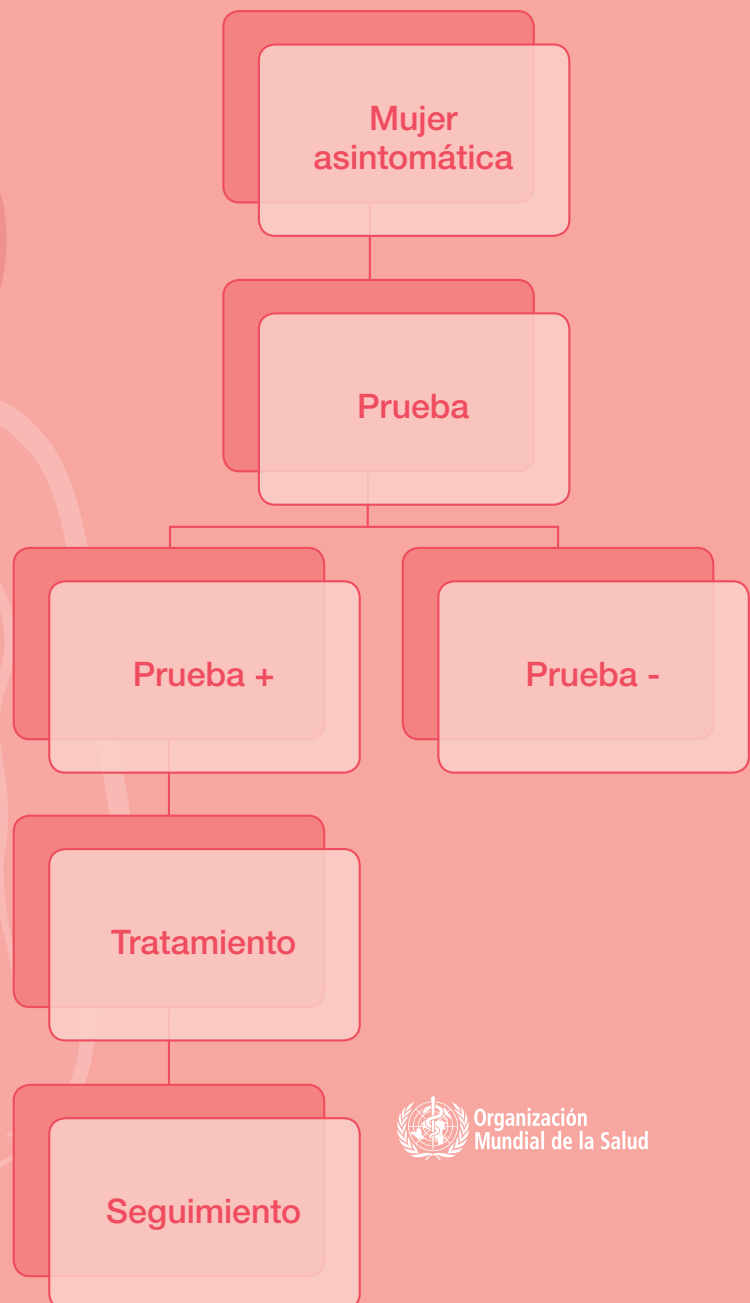 Mujer
asintomática
Prueba
Prueba +
Prueba -
Tratamiento
Organización
Mundial de la Salud
Seguimiento